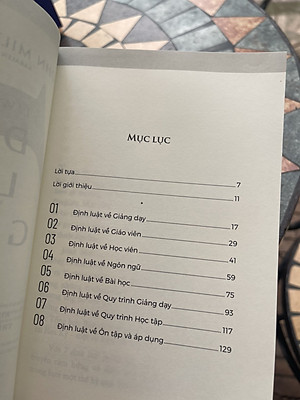 MỤC LỤC
Lời tựa 7
Lời giới thiệu 11
01 Định luật về Giảng dạy 17
02 Định luật về Giáo viên 29
03 Định luật về Học viên 41
04 Định luật về Ngôn ngữ 59
05 Định luật về Bài học 75
06 Định luật về Quy trình Giảng dạy 93
07 Định luật về Quy trình Học tập 117
08 Định luật về Ôn tập và áp dụng 129